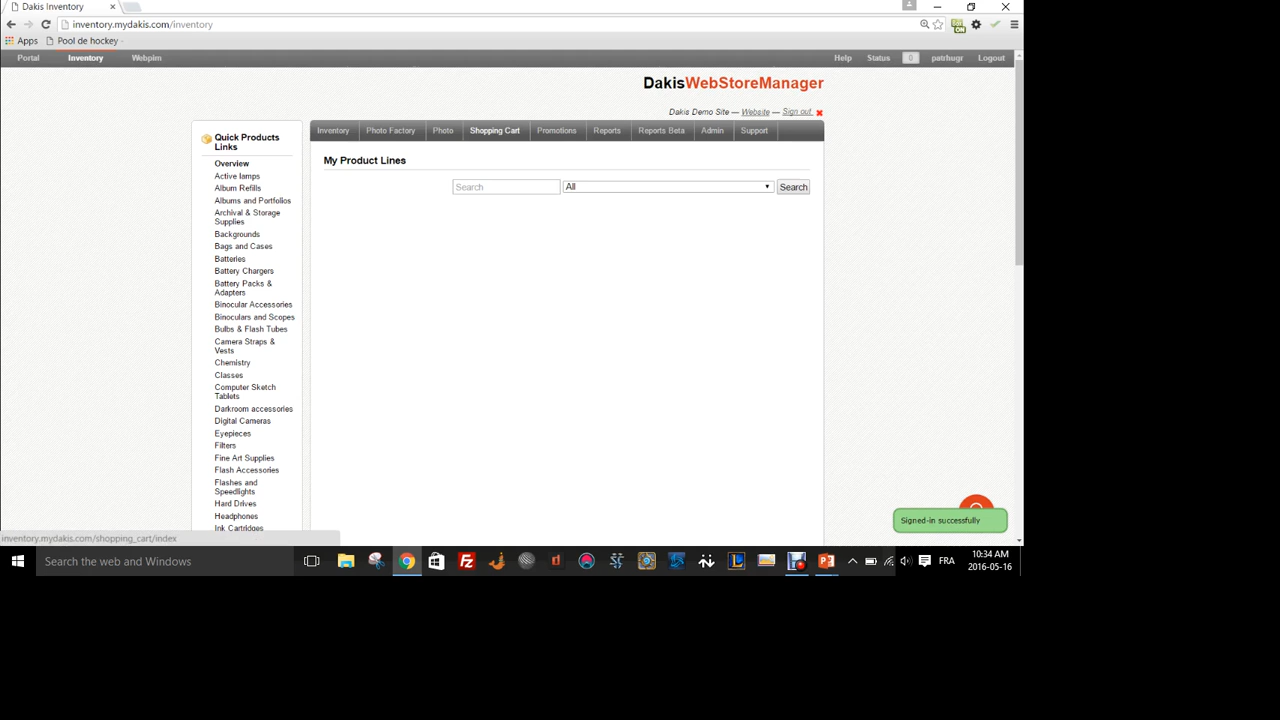 Dakis Inventory
inventory.mydakis.com/inventory
ON
Apps Pool de hockey
Portal Inventory Webpim Help Status 0 patrhugr Logout
DakisWebStoreManager
Dakis Demo Site — Website — Sign out
Inventory Photo Factory Photo Shopping Cart Promotions Reports Reports Beta Admin Support
Quick Products
Links
Overview
Active lamps
Album Refills
Albums and Portfolios
Archival & Storage
Supplies
Backgrounds
Bags and Cases
Batteries
Battery Chargers
Battery Packs &
Adapters
Binocular Accessories
Binoculars and Scopes
Bulbs & Flash Tubes
Camera Straps &
Vests
Chemistry
Classes
Computer Sketch
Tablets
Darkroom accessories
Digital Cameras
Eyepieces
Filters
Fine Art Supplies
Flash Accessories
Flashes and
Speedlights
Hard Drives
Headphones
Ink Cartridges
My Product Lines
Search All Search
Signed-in successfully
inventory.mydakis.com/shopping_cart/index
Search the web and Windows
FRA
10:34 AM
2016-05-16